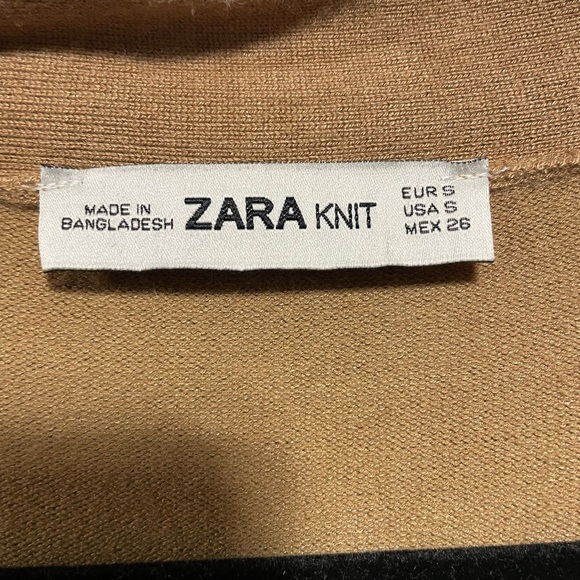 MADE IN
BANGLADESH
ZARA KNIT
EUR S
USA S
MEX 26